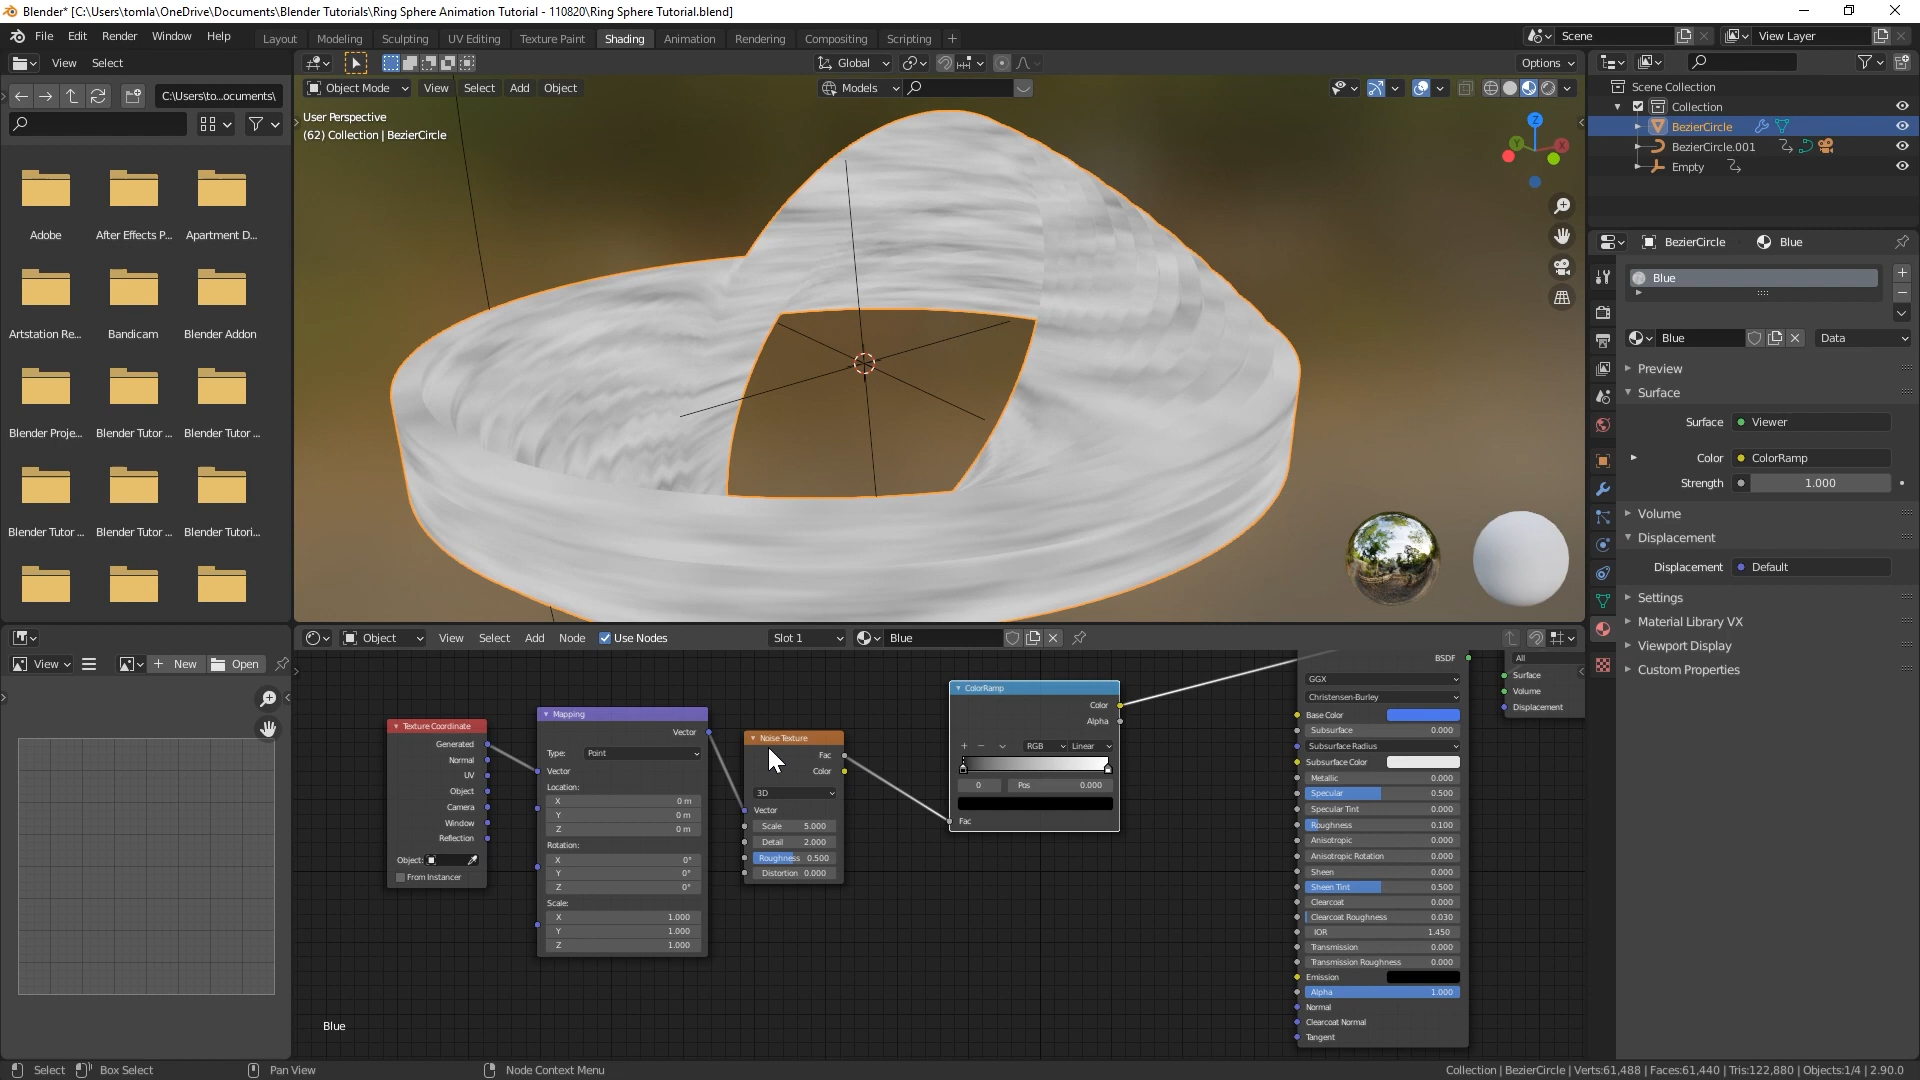 Blender* [C:\Users\tomla\OneDrive\Documents\Blender Tutorials\Ring Sphere Animation Tutorial - 110820\Ring Sphere Tutorial.blend]
File Edit Render Window Help
Layout Modeling Sculpting UV Editing Texture Paint Shading Animation Rendering Compositing Scripting
Scene
View Layer
View Select
Global
Options
C:\Users\to...ocuments\
Object Mode View Select Add Object
Models
User Perspective
(62) Collection | BezierCircle
Z
Y
X
Adobe
After Effects P...
Apartment D...
Artstation Re...
Bandicam
Blender Addon
Blender Proje...
Blender Tutor ...
Blender Tutor ...
Blender Tutor ...
Blender Tutor ...
Blender Tutori...
Scene Collection
Collection
BezierCircle
BezierCircle.001
Empty
BezierCircle
Blue
Blue
Blue
Data
Preview
Surface
Surface Viewer
Color ColorRamp
Strength 1.000
Volume
Displacement
Displacement Default
Settings
Material Library VX
Viewport Display
Custom Properties
View
New
Open
Object View Select Add Node Use Nodes
Slot 1
Blue
Texture Coordinate
Generated
Normal
UV
Object
Camera
Window
Reflection
Object:
From Instancer
Mapping
Vector
Type: Point
Vector
Location:
X 0 m
Y 0 m
Z 0 m
Rotation:
X 0°
Y 0°
Z 0°
Scale:
X 1.000
Y 1.000
Z 1.000
Noise Texture
Fac
Color
3D
Vector
Scale 5.000
Detail 2.000
Roughness 0.500
Distortion 0.000
ColorRamp
Color
Alpha
RGB Linear
0 Pos 0.000
Fac
BSDF
GGX
Christensen-Burley
Base Color
Subsurface 0.000
Subsurface Radius
Subsurface Color
Metallic 0.000
Specular 0.500
Specular Tint 0.000
Roughness 0.100
Anisotropic 0.000
Anisotropic Rotation 0.000
Sheen 0.000
Sheen Tint 0.500
Clearcoat 0.000
Clearcoat Roughness 0.030
IOR 1.450
Transmission 0.000
Transmission Roughness 0.000
Emission
Alpha 1.000
Normal
Clearcoat Normal
Tangent
All
Surface
Volume
Displacement
Blue
Select Box Select Pan View Node Context Menu
Collection | BezierCircle | Verts:61,488 | Faces:61,440 | Tris:122,880 | Objects:1/4 | 2.90.0